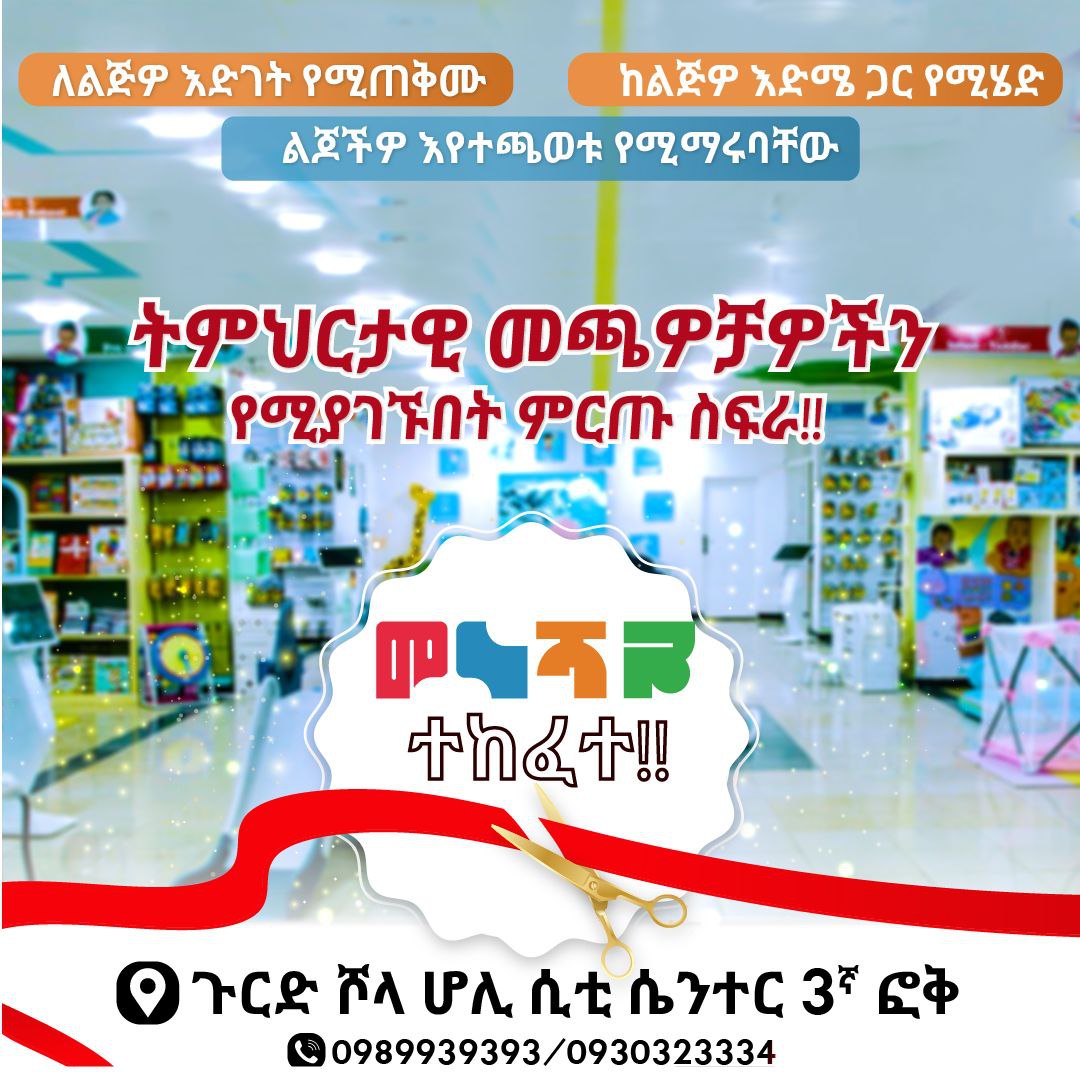 ለልጅዎ እድገት የሚጠቅሙ
ከልጅዎ እድሜ ጋር የሚሄድ
ልጆችዎ እየተጫወቱ የሚማሩባቸው
ትምህርታዊ መጫዎቻዎችን
የሚያገኙበት ምርጡ ስፍራ!!
ተከፈተ!!
ጉርድ ሾላ ሆሊ ሲቲ ሴንተር 3ኛ ፎቅ
0989939393/0930323334